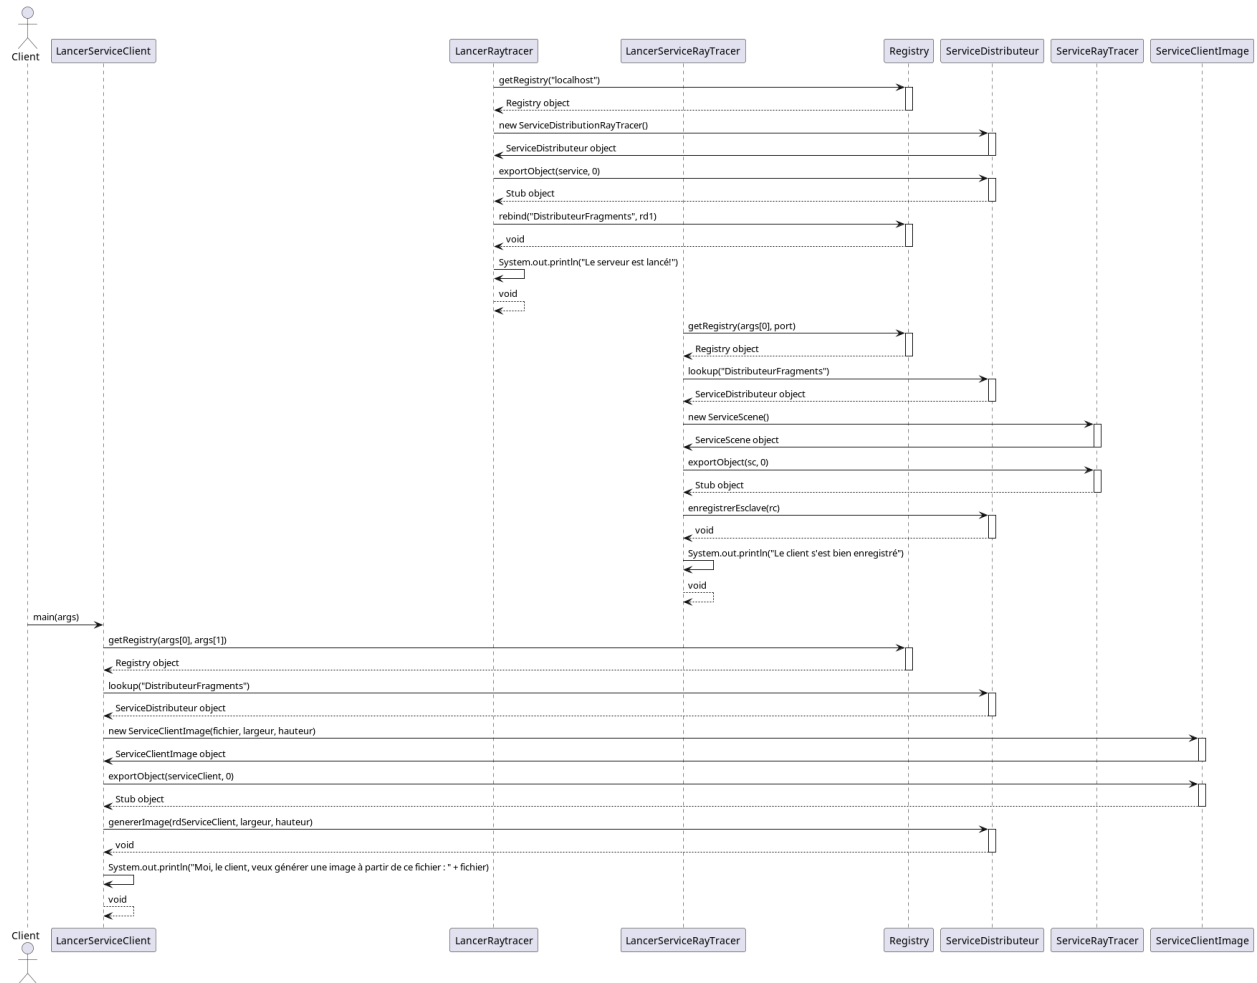 Client
LancerServiceClient
LancerRaytracer
LancerServiceRayTracer
Registry
ServiceDistributeur
ServiceRayTracer
ServiceClientImage
getRegistry("localhost")
Registry object
new ServiceDistributionRayTracer()
ServiceDistributeur object
exportObject(service, 0)
Stub object
rebind("DistributeurFragments", rd1)
void
System.out.println("Le serveur est lancé!")
void
getRegistry(args[0], port)
Registry object
lookup("DistributeurFragments")
ServiceDistributeur object
new ServiceScene()
ServiceScene object
exportObject(sc, 0)
Stub object
enregistrerEsclave(rc)
void
System.out.println("Le client s'est bien enregistré")
void
main(args)
getRegistry(args[0], args[1])
Registry object
lookup("DistributeurFragments")
ServiceDistributeur object
new ServiceClientImage(fichier, largeur, hauteur)
ServiceClientImage object
exportObject(serviceClient, 0)
Stub object
genererImage(rdServiceClient, largeur, hauteur)
void
System.out.println("Moi, le client, veux générer une image à partir de ce fichier : " + fichier)
void
Client
LancerServiceClient
LancerRaytracer
LancerServiceRayTracer
Registry
ServiceDistributeur
ServiceRayTracer
ServiceClientImage